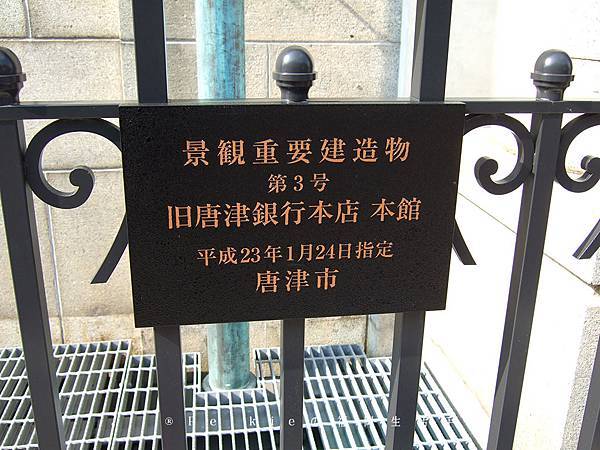 景観重要建造物
第3号
旧唐津銀行本店 本館
平成23年1月24日指定
唐津市